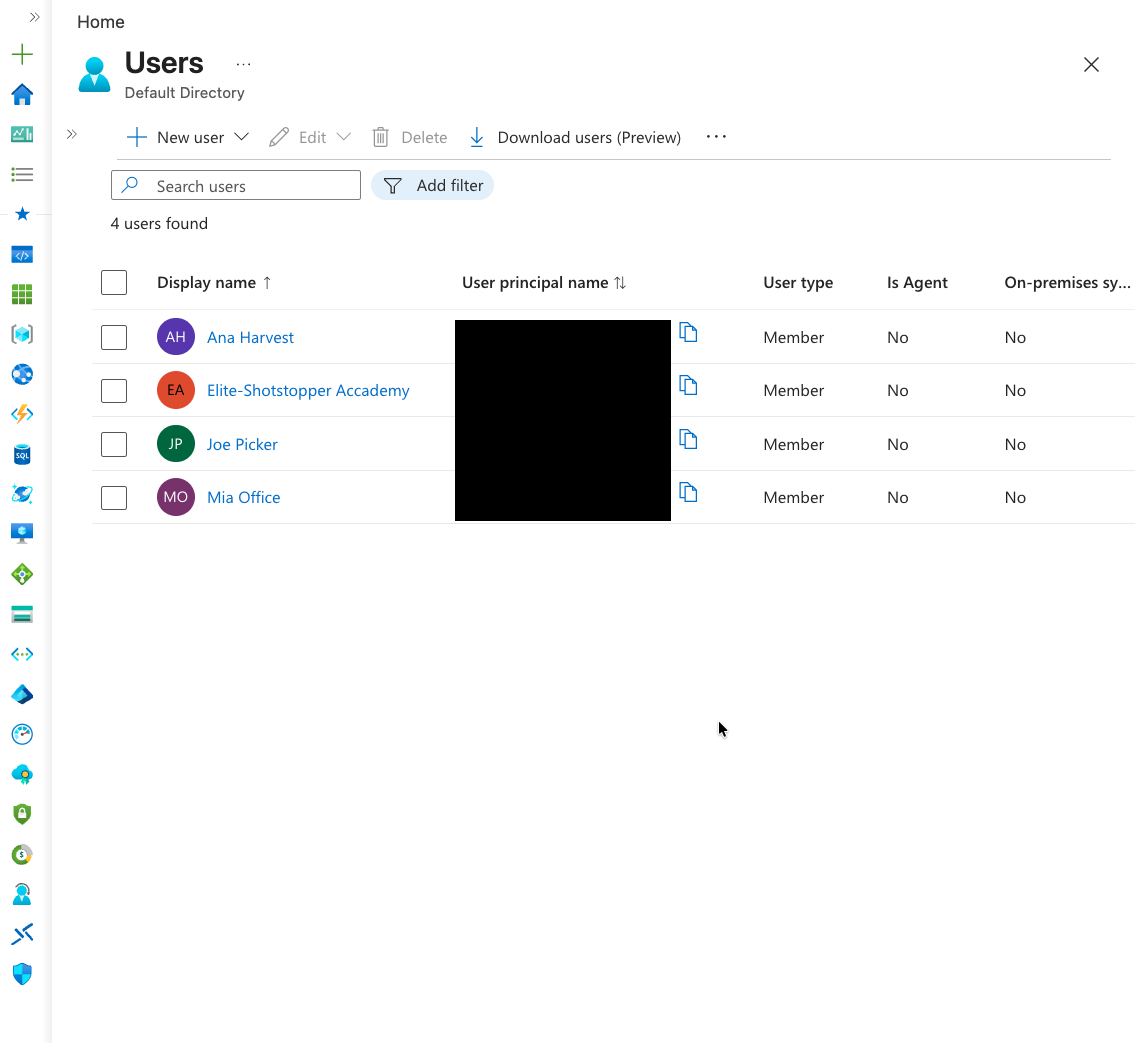 Home
Users ...
Default Directory
New user Edit Delete Download users (Preview) ...
Search users Add filter
4 users found
Display name ↑ User principal name ↑↓ User type Is Agent On-premises sy...
AH Ana Harvest Member No No
EA Elite-Shotstopper Accademy Member No No
JP Joe Picker Member No No
MO Mia Office Member No No
SQL